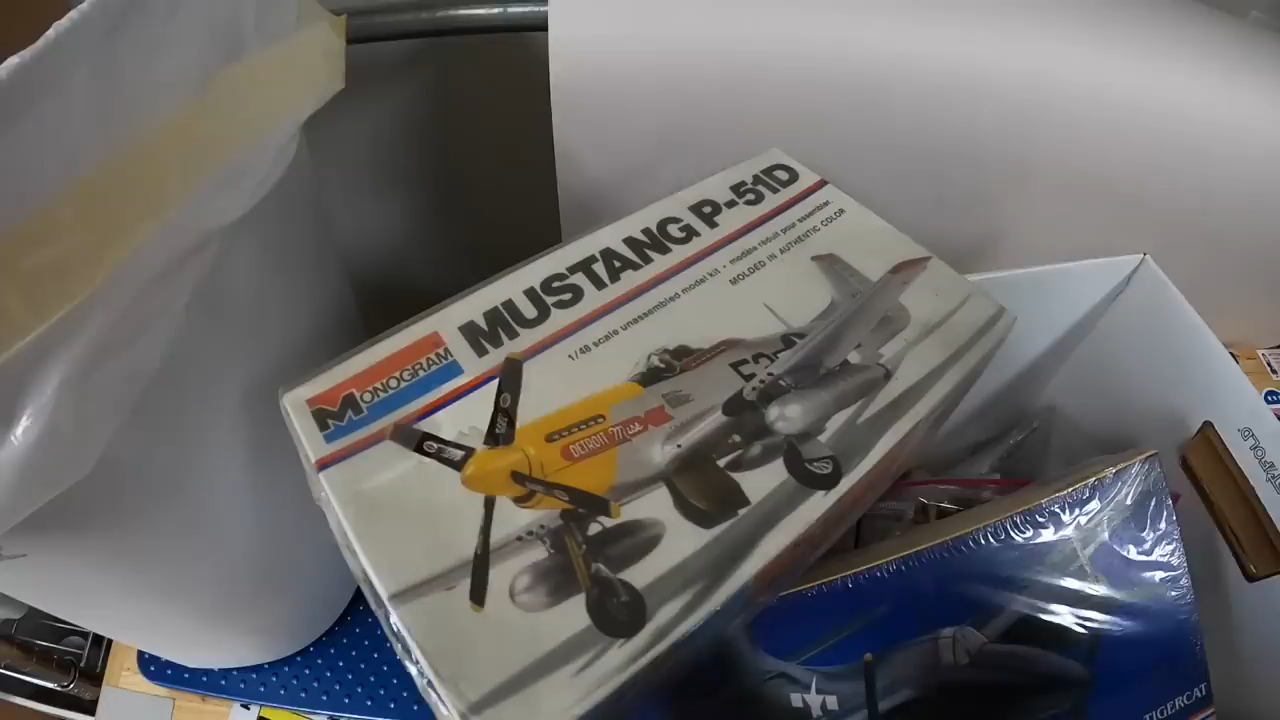 MUSTANG P-51D
MONOGRAM
1/48 scale unassembled model kit • modèle réduit pour assembler.
MOLDED IN AUTHENTIC COLOR
DETROIT Miss
TIGERCAT